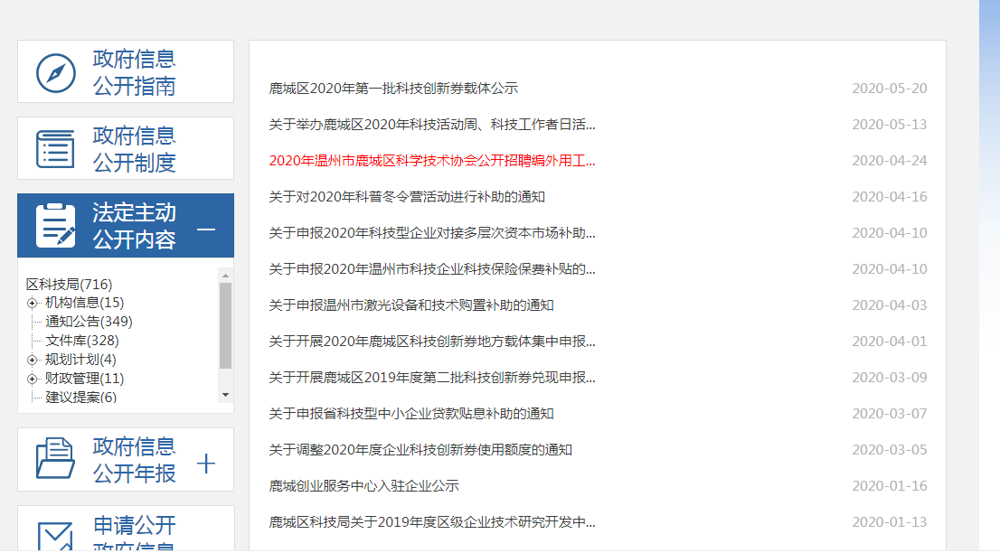 政府信息
公开指南
政府信息
公开制度
法定主动
公开内容
区科技局(716)
机构信息(15)
通知公告(349)
文件库(328)
规划计划(4)
财政管理(11)
建议提案(6)
政府信息
公开年报
申请公开
政府信息
鹿城区2020年第一批科技创新券载体公示 2020-05-20
关于举办鹿城区2020年科技活动周、科技工作者日活... 2020-05-13
2020年温州市鹿城区科学技术协会公开招聘编外用工... 2020-04-24
关于对2020年科普冬令营活动进行补助的通知 2020-04-16
关于申报2020年科技型企业对接多层次资本市场补助... 2020-04-10
关于申报2020年温州市科技企业科技保险保费补贴的... 2020-04-10
关于申报温州市激光设备和技术购置补助的通知 2020-04-03
关于开展2020年鹿城区科技创新券地方载体集中申报... 2020-04-01
关于开展鹿城区2019年度第二批科技创新券兑现申报... 2020-03-09
关于申报省科技型中小企业贷款贴息补助的通知 2020-03-07
关于调整2020年度企业科技创新券使用额度的通知 2020-03-05
鹿城创业服务中心入驻企业公示 2020-01-16
鹿城区科技局关于2019年度区级企业技术研究开发中... 2020-01-13